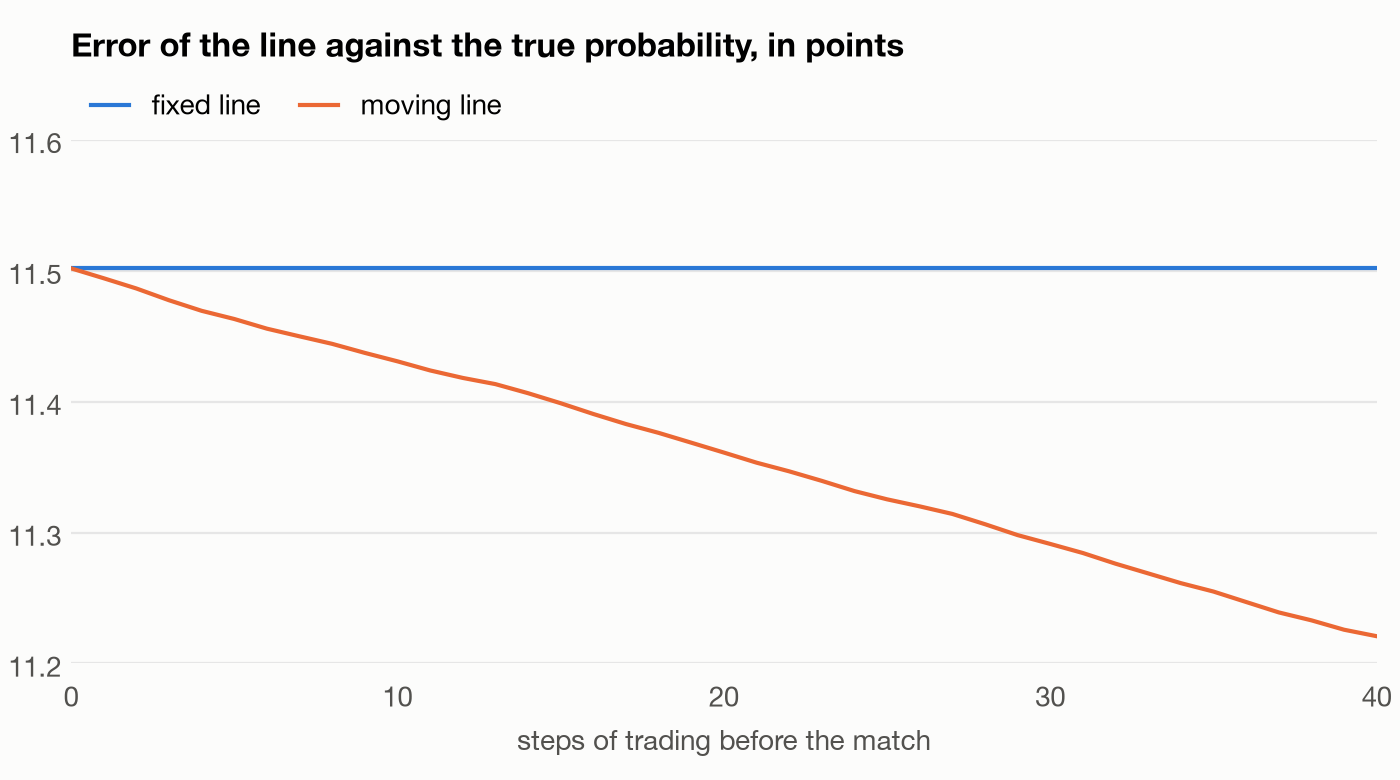 Error of the line against the true probability, in points
fixed line moving line
11.6
11.5
11.4
11.3
11.2
0 10 20 30 40
steps of trading before the match